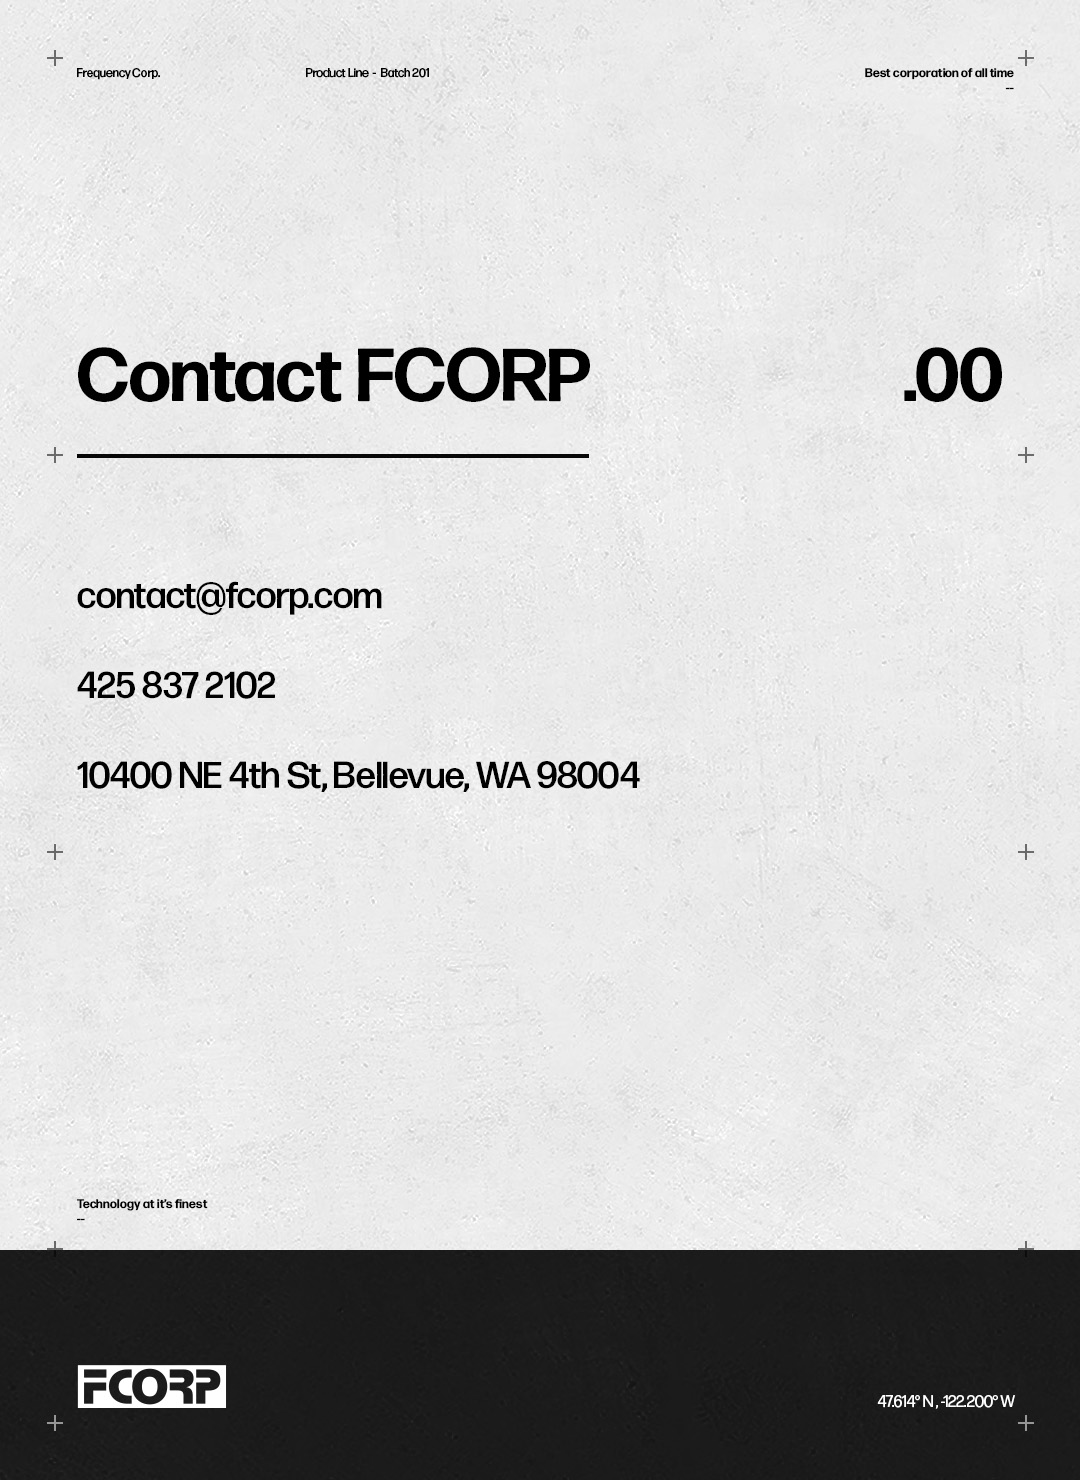 Frequency Corp.
Product Line - Batch 201
Best corporation of all time
--
Contact FCORP
.00
contact@fcorp.com
425 837 2102
10400 NE 4th St, Bellevue, WA 98004
Technology at it's finest
--
FCORP
47.614° N , -122.200° W